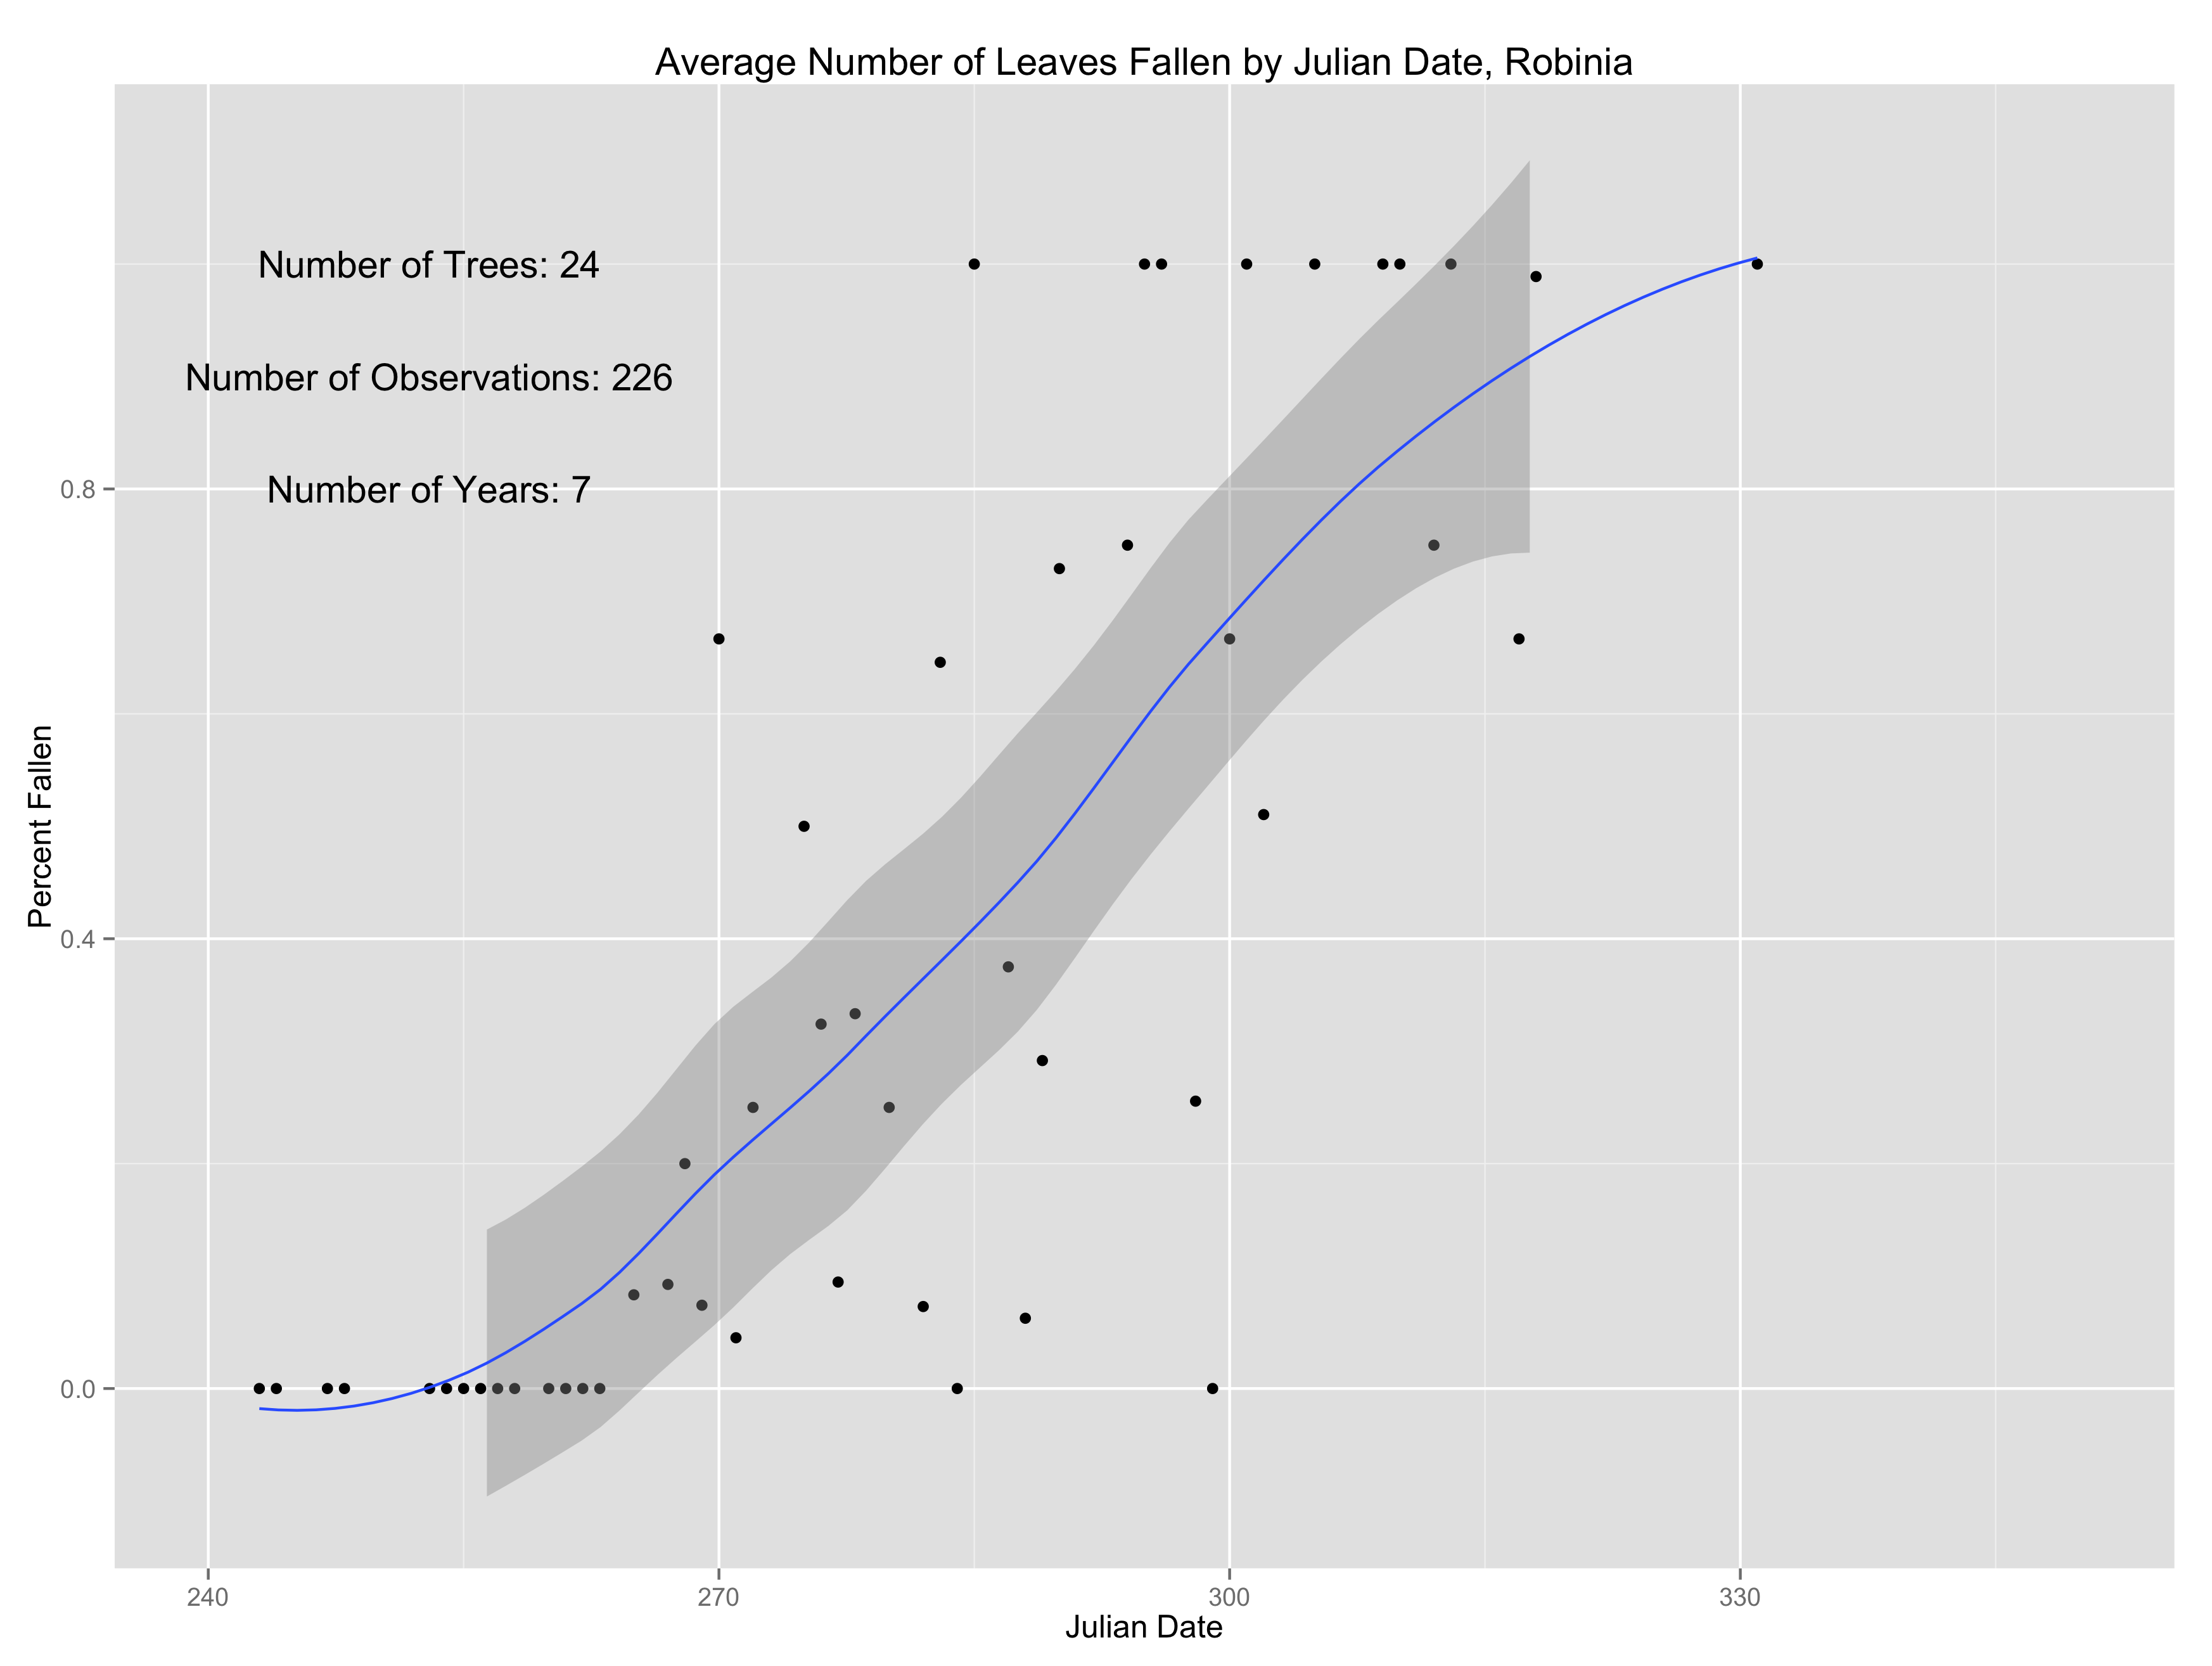 Average Number of Leaves Fallen by Julian Date, Robinia
Number of Trees: 24
Number of Observations: 226
Number of Years: 7
Percent Fallen
0.8
0.4
0.0
240 270 300 330
Julian Date